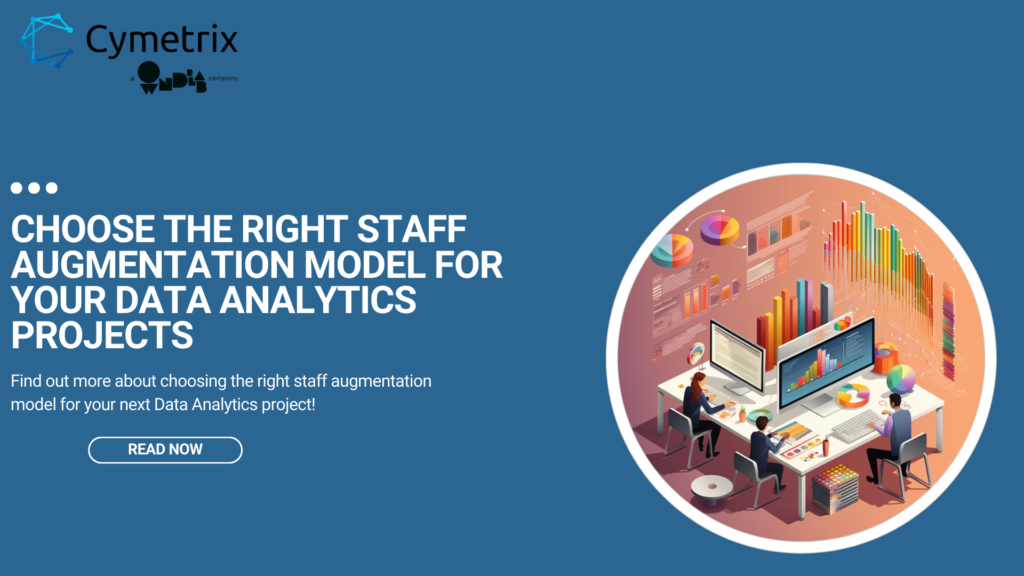 Cymetrix
A OWNDLAB company
CHOOSE THE RIGHT STAFF
AUGMENTATION MODEL FOR
YOUR DATA ANALYTICS
PROJECTS
Find out more about choosing the right staff augmentation
model for your next Data Analytics project!
READ NOW